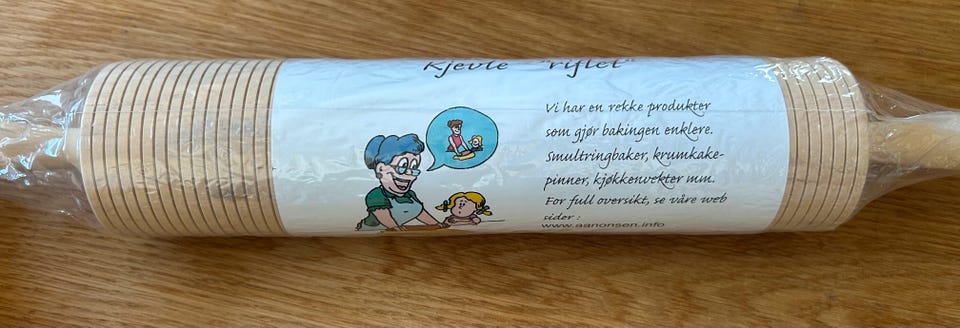 Kjevle "riflet"
Vi har en rekke produkter
som gjør bakingen enklere.
Smultringbaker, krumkake-
pinner, kjøkkenvekter mm.
For full oversikt, se våre web
sider :
www.aanonsen.info